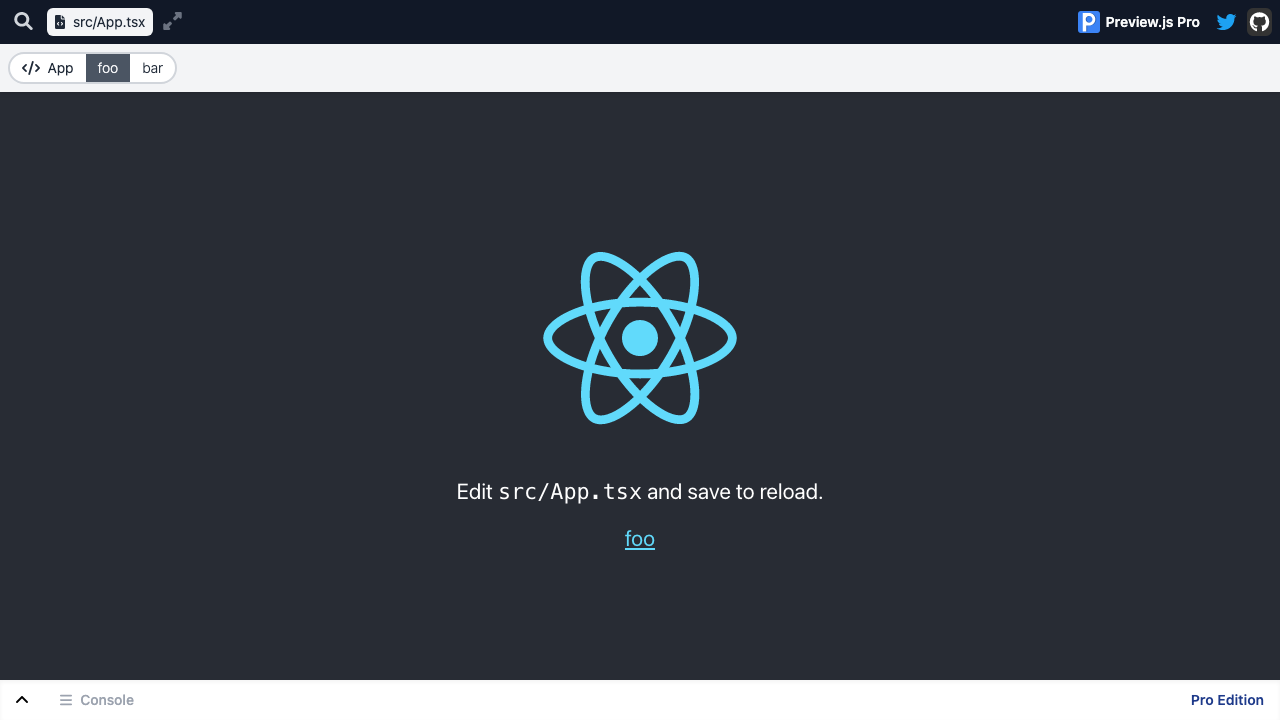 src/App.tsx
Preview.js Pro
App
foo
bar
Edit src/App.tsx and save to reload.
foo
Console
Pro Edition